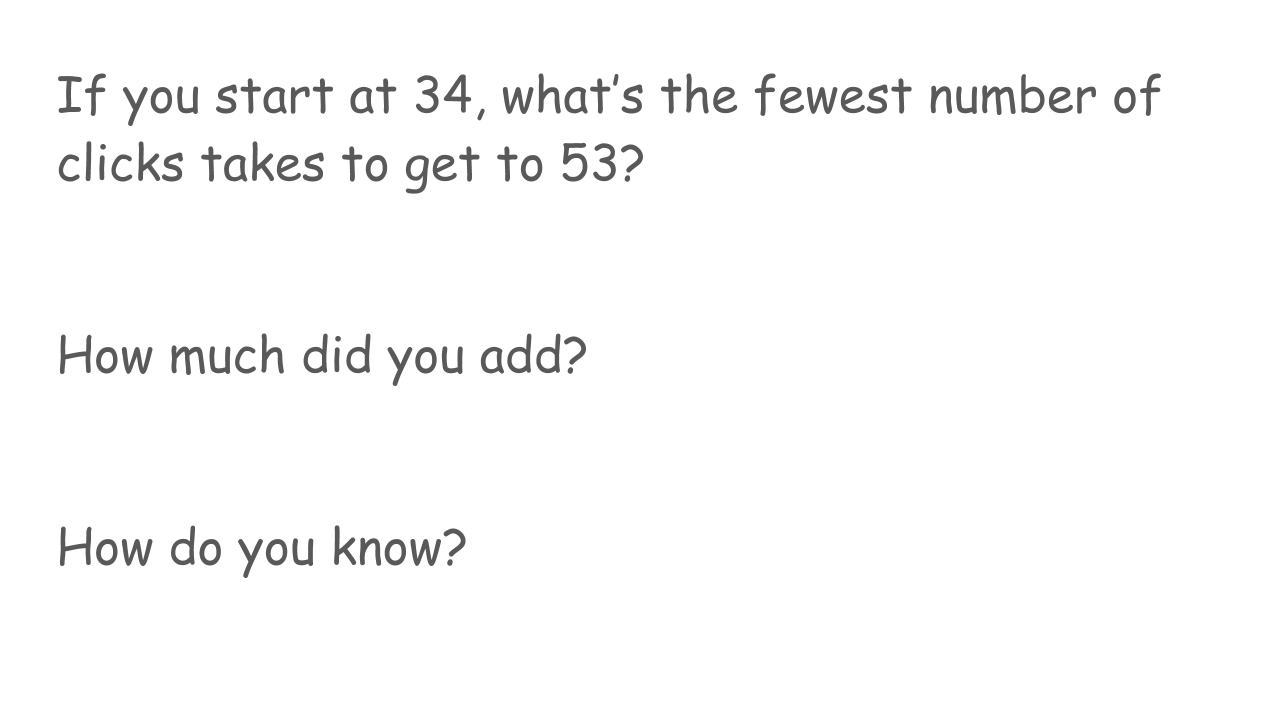 If you start at 34, what’s the fewest number of
clicks takes to get to 53?
How much did you add?
How do you know?